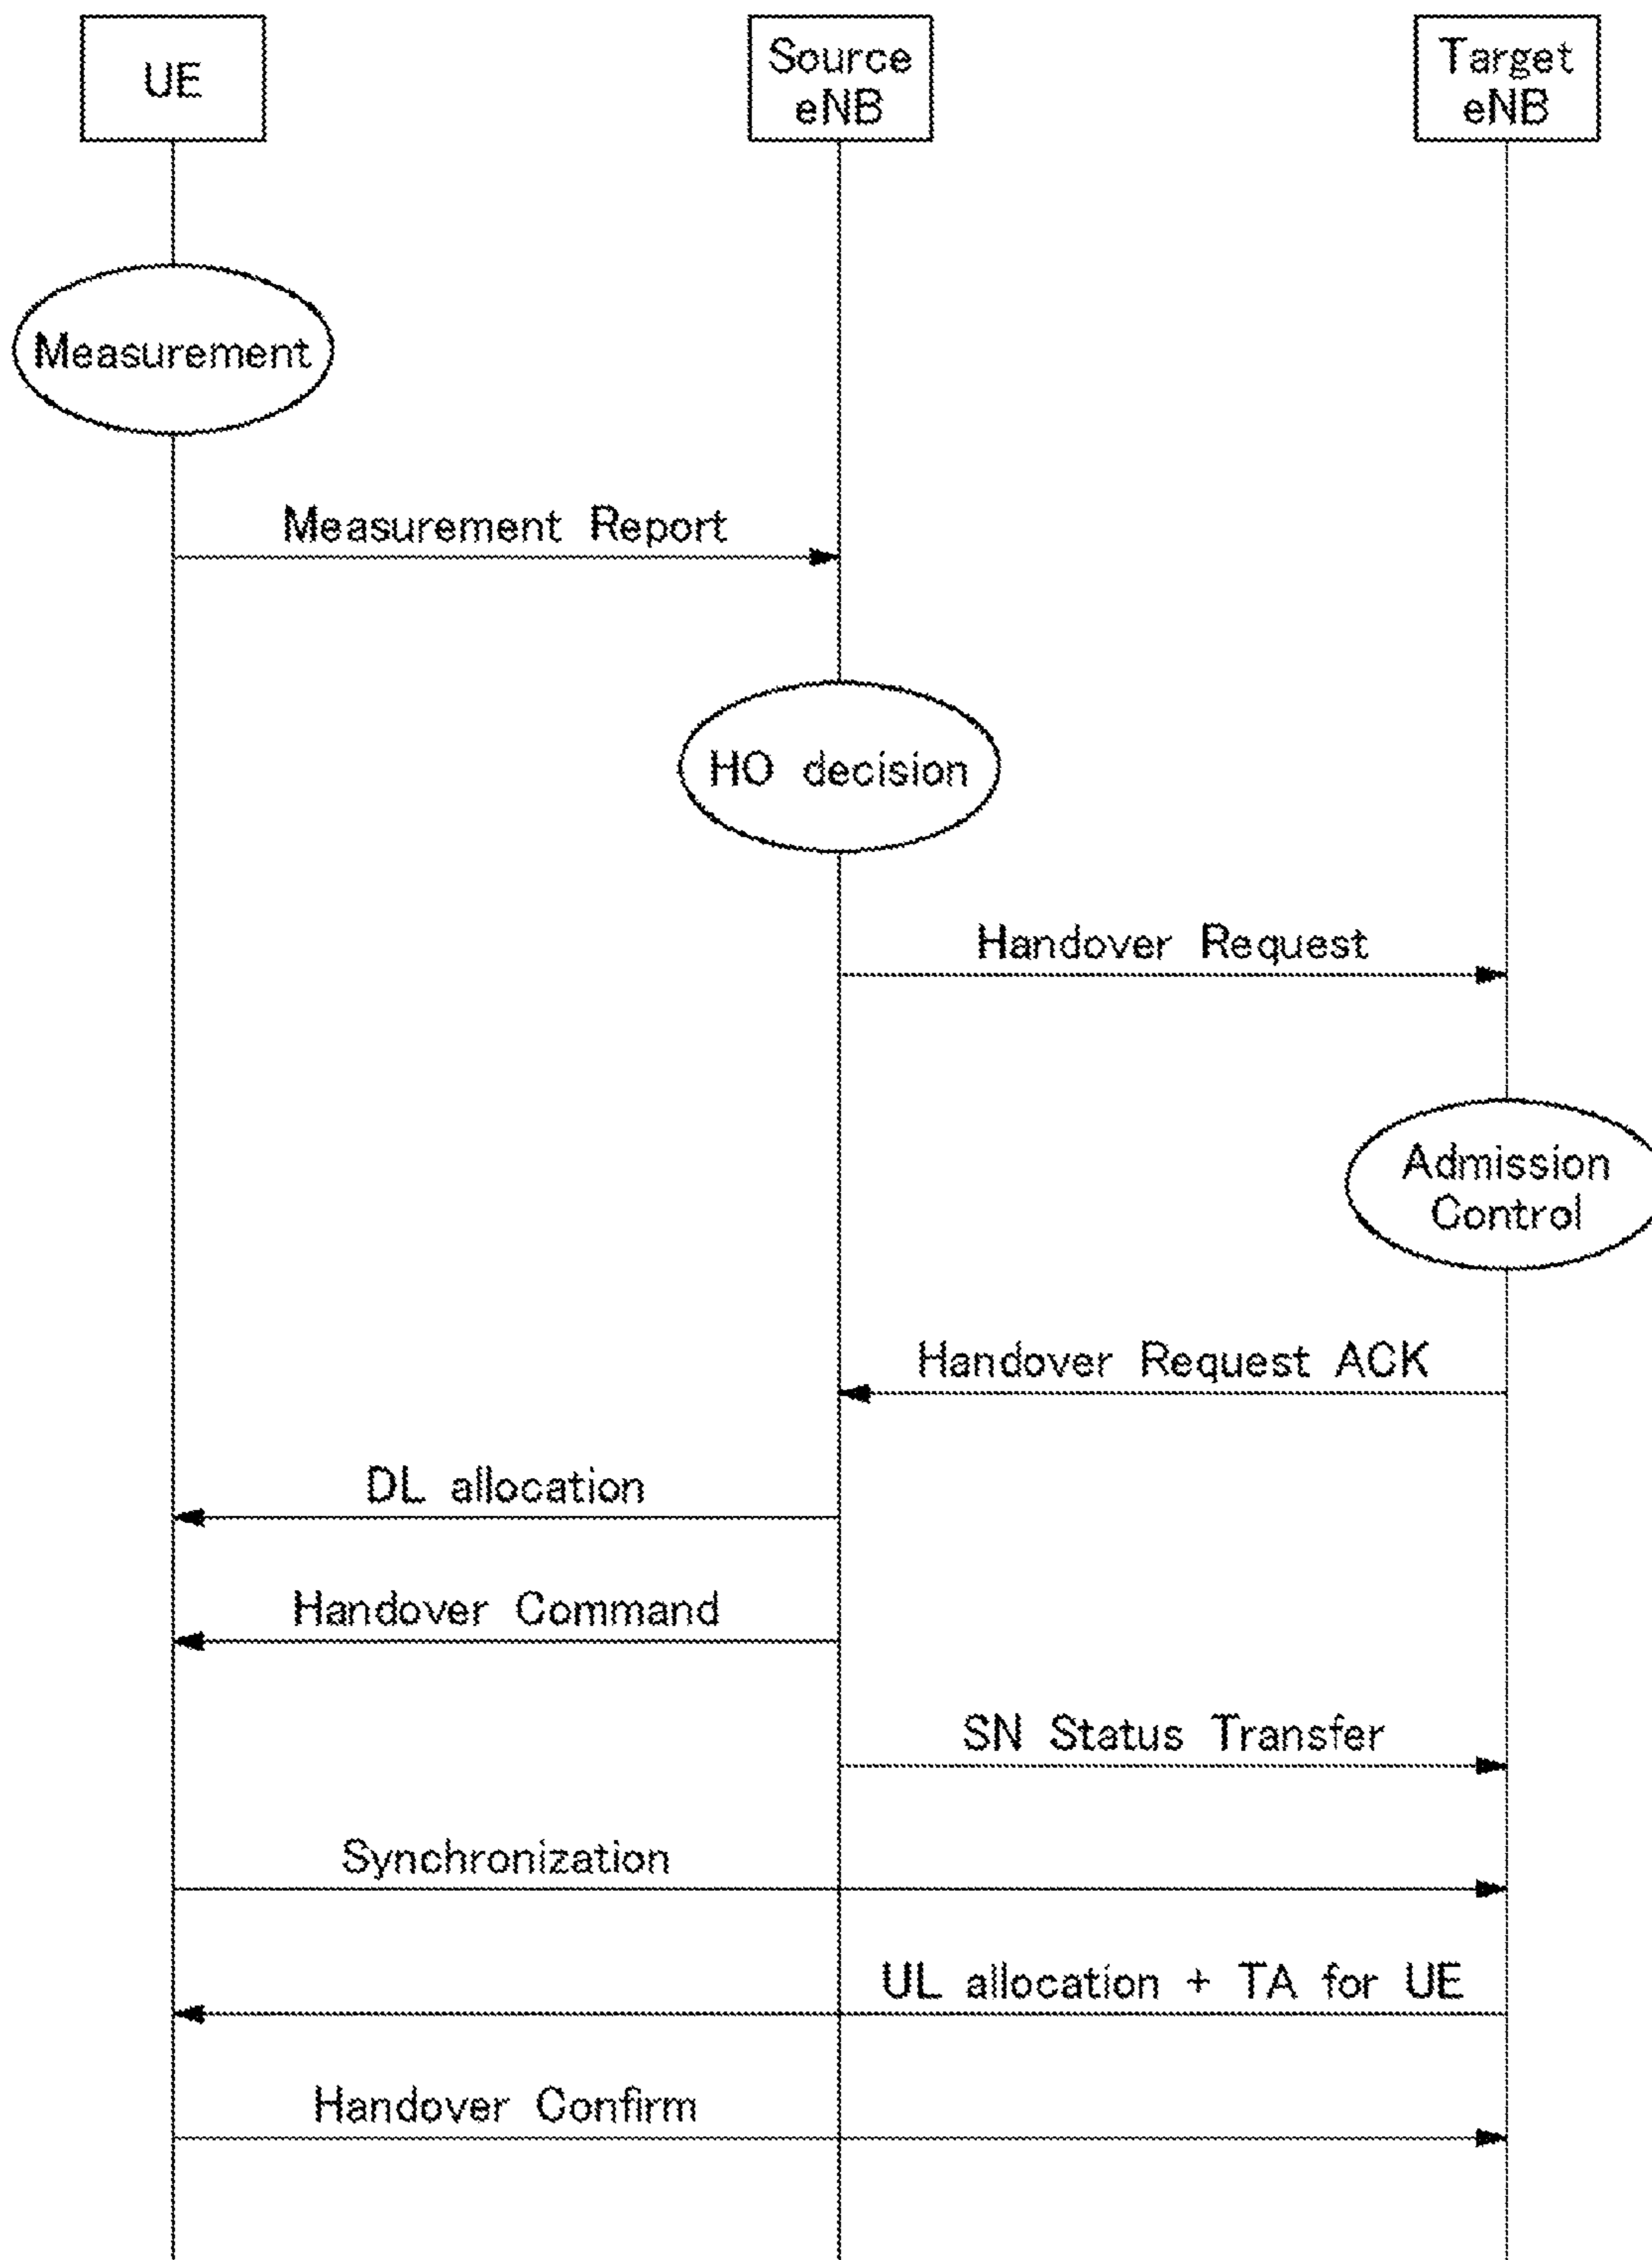 UE
Source
eNB
Target
eNB
Measurement
Measurement Report
HO decision
Handover Request
Admission
Control
Handover Request ACK
DL allocation
Handover Command
SN Status Transfer
Synchronization
UL allocation + TA for UE
Handover Confirm